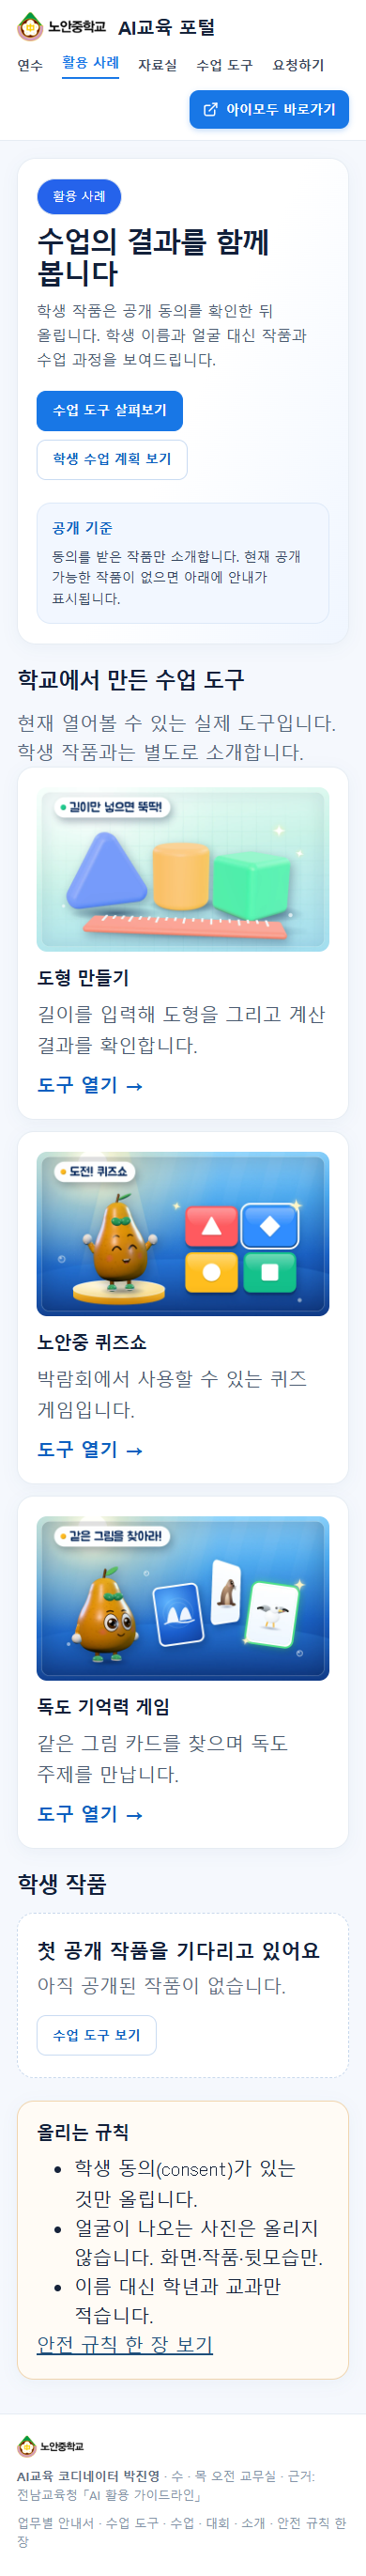 노안중학교 AI교육 포털
연수 활용 사례 자료실 수업 도구 요청하기
아이모두 바로가기
활용 사례
수업의 결과를 함께
봅니다
학생 작품은 공개 동의를 확인한 뒤
올립니다. 학생 이름과 얼굴 대신 작품과
수업 과정을 보여드립니다.
수업 도구 살펴보기
학생 수업 계획 보기
공개 기준
동의를 받은 작품만 소개합니다. 현재 공개
가능한 작품이 없으면 아래에 안내가
표시됩니다.
학교에서 만든 수업 도구
현재 열어볼 수 있는 실제 도구입니다.
학생 작품과는 별도로 소개합니다.
길이만 넣으면 뚝딱!
도형 만들기
길이를 입력해 도형을 그리고 계산
결과를 확인합니다.
도구 열기 →
도전! 퀴즈쇼
노안중 퀴즈쇼
박람회에서 사용할 수 있는 퀴즈
게임입니다.
도구 열기 →
같은 그림을 찾아라!
독도 기억력 게임
같은 그림 카드를 찾으며 독도
주제를 만납니다.
도구 열기 →
학생 작품
첫 공개 작품을 기다리고 있어요
아직 공개된 작품이 없습니다.
수업 도구 보기
올리는 규칙
• 학생 동의(consent)가 있는
것만 올립니다.
• 얼굴이 나오는 사진은 올리지
않습니다. 화면·작품·뒷모습만.
• 이름 대신 학년과 교과만
적습니다.
안전 규칙 한 장 보기
노안중학교
AI교육 코디네이터 박진영 · 수 · 목 오전 교무실 · 근거:
전남교육청 「AI 활용 가이드라인」
업무별 안내서 · 수업 도구 · 수업 · 대회 · 소개 · 안전 규칙 한
장